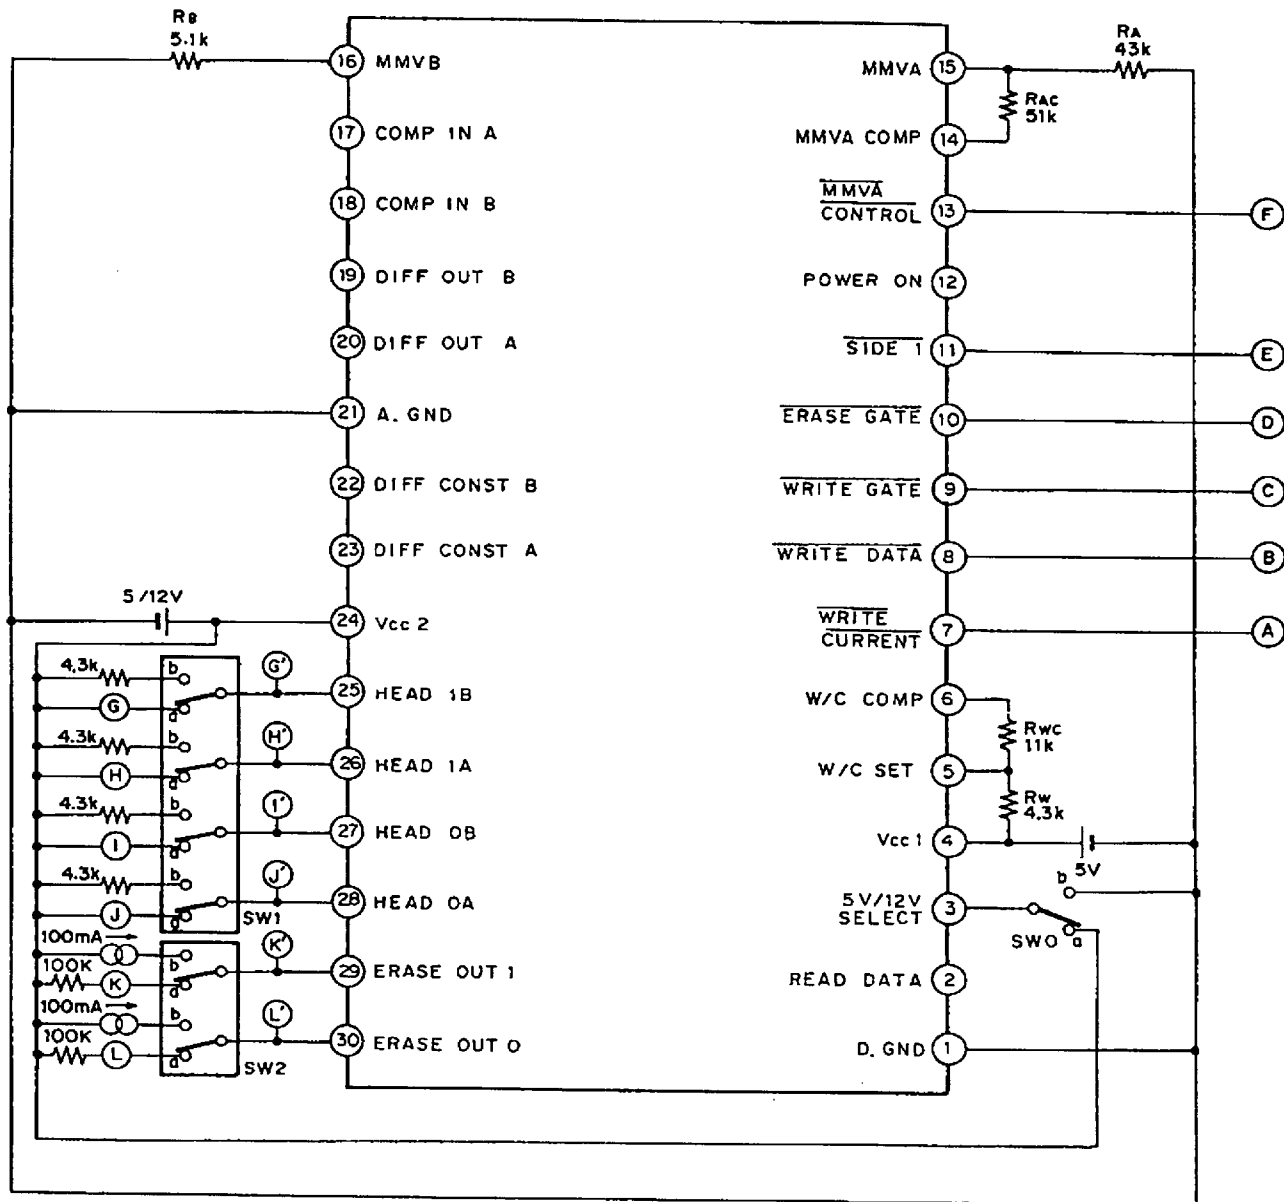 RB
5.1k
16 MMVB
17 COMP IN A
18 COMP IN B
19 DIFF OUT B
20 DIFF OUT A
21 A. GND
22 DIFF CONST B
23 DIFF CONST A
5/12V
24 Vcc 2
4.3k b
G a
G'
25 HEAD 1B
4.3k b
H a
H'
26 HEAD 1A
4.3k b
I a
I'
27 HEAD 0B
4.3k b
J a
SW1
J'
28 HEAD 0A
100mA b
100K K a
K'
29 ERASE OUT 1
100mA b
100K L a
SW2
L'
30 ERASE OUT 0
RA
43k
MMVA 15
RAC
51k
MMVA COMP 14
MMVA
CONTROL 13 F
POWER ON 12
SIDE 1 11 E
ERASE GATE 10 D
WRITE GATE 9 C
WRITE DATA 8 B
WRITE
CURRENT 7 A
W/C COMP 6
RWC
11k
W/C SET 5
RW
4.3k
Vcc 1 4
5V
b
5V/12V
SELECT 3
SW0 a
READ DATA 2
D. GND 1